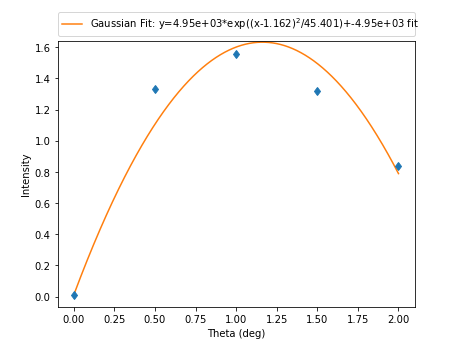 Gaussian Fit: y=4.95e+03*exp((x-1.162)²/45.401)+-4.95e+03 fit
1.6
1.4
1.2
1.0
0.8
0.6
0.4
0.2
0.0
Intensity
0.00 0.25 0.50 0.75 1.00 1.25 1.50 1.75 2.00
Theta (deg)